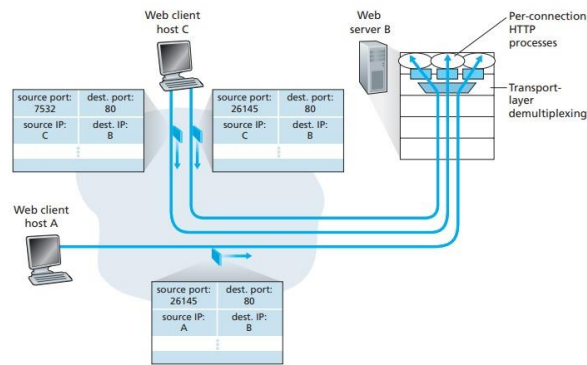 Web client
host C
Web
server B
Per-connection
HTTP
processes
Transport-
layer
demultiplexing
source port:
7532
dest. port:
80
source IP:
C
dest. IP:
B
source port:
26145
dest. port:
80
source IP:
C
dest. IP:
B
Web client
host A
source port:
26145
dest. port:
80
source IP:
A
dest. IP:
B